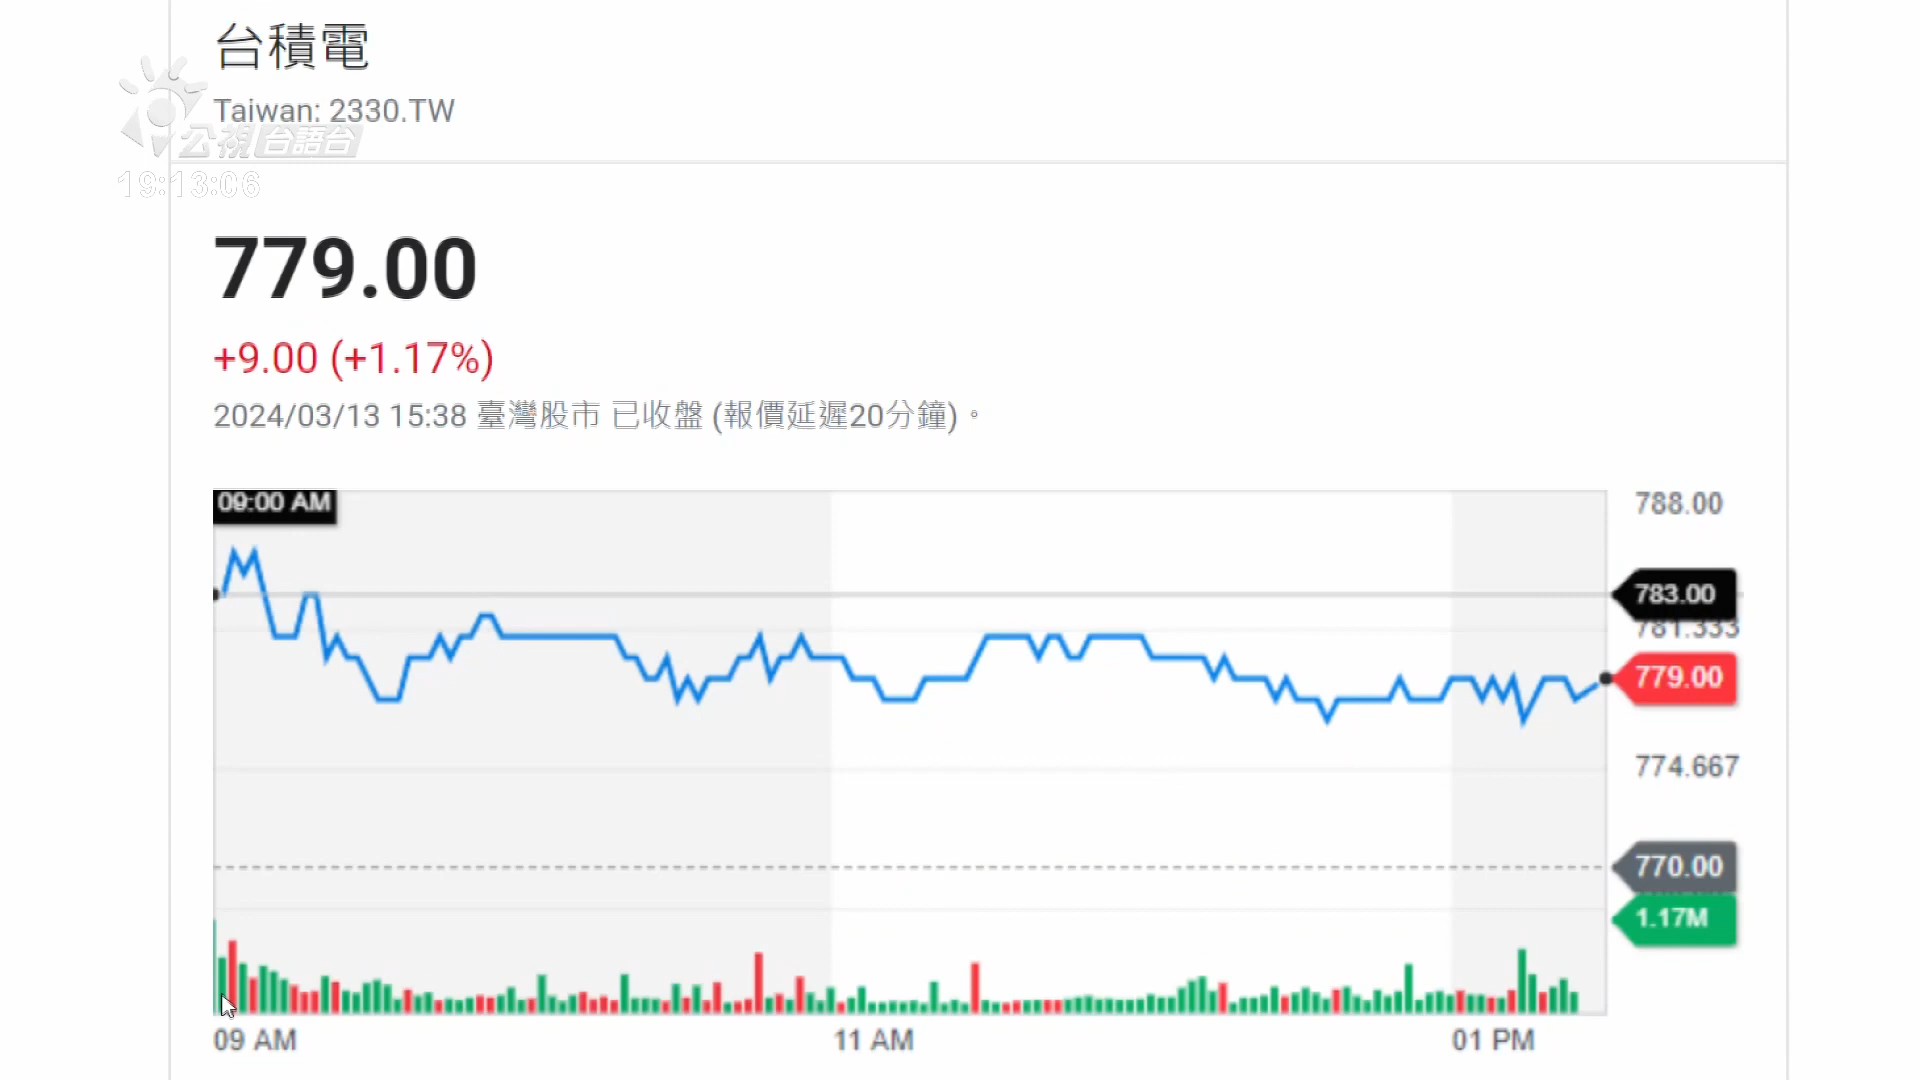 台積電
Taiwan: 2330.TW
公視 台語台
19:13:06
779.00
+9.00 (+1.17%)
2024/03/13 15:38 臺灣股市 已收盤 (報價延遲20分鐘)。
09:00 AM
788.00
783.00
781.333
779.00
774.667
770.00
1.17M
09 AM
11 AM
01 PM